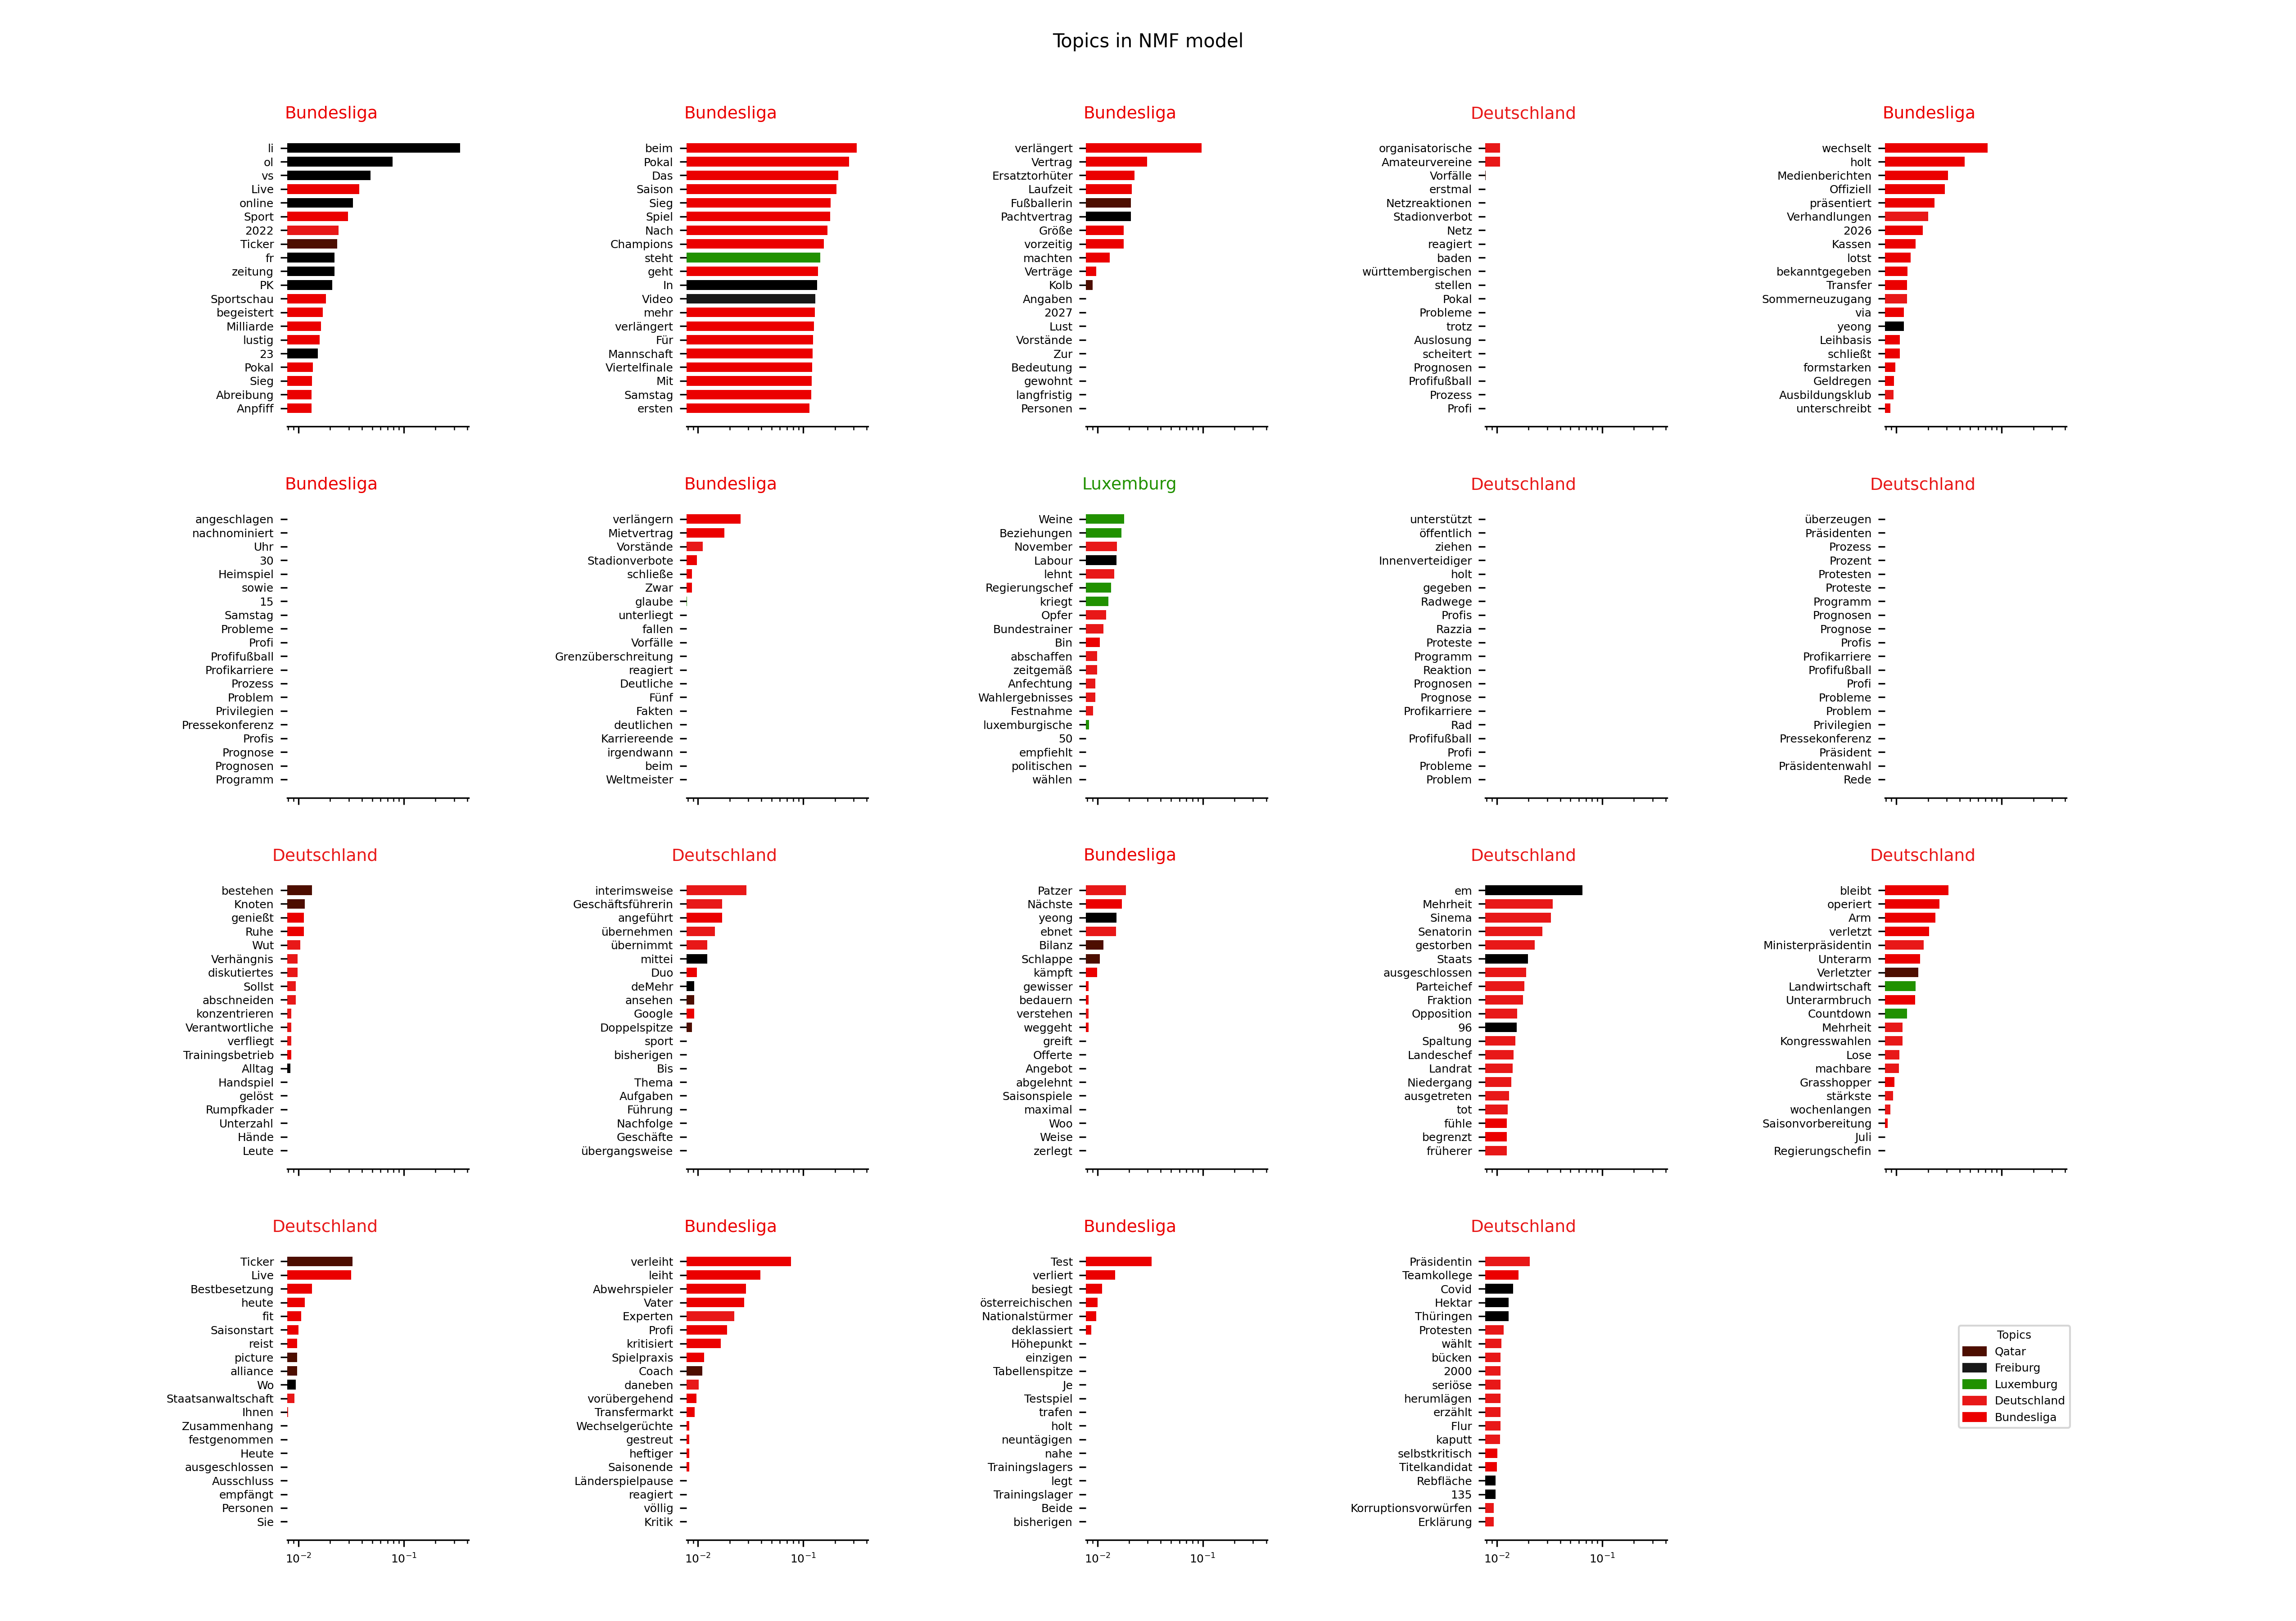 Topics in NMF model
Bundesliga
li
ol
vs
Live
online
Sport
2022
Ticker
fr
zeitung
PK
Sportschau
begeistert
Milliarde
lustig
23
Pokal
Sieg
Abreibung
Anpfiff
Bundesliga
beim
Pokal
Das
Saison
Sieg
Spiel
Nach
Champions
steht
geht
In
Video
mehr
verlängert
Für
Mannschaft
Viertelfinale
Mit
Samstag
ersten
Bundesliga
verlängert
Vertrag
Ersatztorhüter
Laufzeit
Fußballerin
Pachtvertrag
Größe
vorzeitig
machten
Verträge
Kolb
Angaben
2027
Lust
Vorstände
Zur
Bedeutung
gewohnt
langfristig
Personen
Deutschland
organisatorische
Amateurvereine
Vorfälle
erstmal
Netzreaktionen
Stadionverbot
Netz
reagiert
baden
württembergischen
stellen
Pokal
Probleme
trotz
Auslosung
scheitert
Prognosen
Profifußball
Prozess
Profi
Bundesliga
wechselt
holt
Medienberichten
Offiziell
präsentiert
Verhandlungen
2026
Kassen
lotst
bekanntgegeben
Transfer
Sommerneuzugang
via
yeong
Leihbasis
schließt
formstarken
Geldregen
Ausbildungsklub
unterschreibt
Bundesliga
angeschlagen
nachnominiert
Uhr
30
Heimspiel
sowie
15
Samstag
Probleme
Profi
Profifußball
Profikarriere
Prozess
Problem
Privilegien
Pressekonferenz
Profis
Prognose
Prognosen
Programm
Bundesliga
verlängern
Mietvertrag
Vorstände
Stadionverbote
schließe
Zwar
glaube
unterliegt
fallen
Vorfälle
Grenzüberschreitung
reagiert
Deutliche
Fünf
Fakten
deutlichen
Karriereende
irgendwann
beim
Weltmeister
Luxemburg
Weine
Beziehungen
November
Labour
lehnt
Regierungschef
kriegt
Opfer
Bundestrainer
Bin
abschaffen
zeitgemäß
Anfechtung
Wahlergebnisses
Festnahme
luxemburgische
50
empfiehlt
politischen
wählen
Deutschland
unterstützt
öffentlich
ziehen
Innenverteidiger
holt
gegeben
Radwege
Profis
Razzia
Proteste
Programm
Reaktion
Prognosen
Prognose
Profikarriere
Rad
Profifußball
Profi
Probleme
Problem
Deutschland
überzeugen
Präsidenten
Prozess
Prozent
Protesten
Proteste
Programm
Prognosen
Prognose
Profis
Profikarriere
Profifußball
Profi
Probleme
Problem
Privilegien
Pressekonferenz
Präsident
Präsidentenwahl
Rede
Deutschland
bestehen
Knoten
genießt
Ruhe
Wut
Verhängnis
diskutiertes
Sollst
abschneiden
konzentrieren
Verantwortliche
verfliegt
Trainingsbetrieb
Alltag
Handspiel
gelöst
Rumpfkader
Unterzahl
Hände
Leute
Deutschland
interimsweise
Geschäftsführerin
angeführt
übernehmen
übernimmt
mittei
Duo
deMehr
ansehen
Google
Doppelspitze
sport
bisherigen
Bis
Thema
Aufgaben
Führung
Nachfolge
Geschäfte
übergangsweise
Bundesliga
Patzer
Nächste
yeong
ebnet
Bilanz
Schlappe
kämpft
gewisser
bedauern
verstehen
weggeht
greift
Offerte
Angebot
abgelehnt
Saisonspiele
maximal
Woo
Weise
zerlegt
Deutschland
em
Mehrheit
Sinema
Senatorin
gestorben
Staats
ausgeschlossen
Parteichef
Fraktion
Opposition
96
Spaltung
Landeschef
Landrat
Niedergang
ausgetreten
tot
fühle
begrenzt
früherer
Deutschland
bleibt
operiert
Arm
verletzt
Ministerpräsidentin
Unterarm
Verletzter
Landwirtschaft
Unterarmbruch
Countdown
Mehrheit
Kongresswahlen
Lose
machbare
Grasshopper
stärkste
wochenlangen
Saisonvorbereitung
Juli
Regierungschefin
Deutschland
Ticker
Live
Bestbesetzung
heute
fit
Saisonstart
reist
picture
alliance
Wo
Staatsanwaltschaft
Ihnen
Zusammenhang
festgenommen
Heute
ausgeschlossen
Ausschluss
empfängt
Personen
Sie
10⁻² 10⁻¹
Bundesliga
verleiht
leiht
Abwehrspieler
Vater
Experten
Profi
kritisiert
Spielpraxis
Coach
daneben
vorübergehend
Transfermarkt
Wechselgerüchte
gestreut
heftiger
Saisonende
Länderspielpause
reagiert
völlig
Kritik
10⁻² 10⁻¹
Bundesliga
Test
verliert
besiegt
österreichischen
Nationalstürmer
deklassiert
Höhepunkt
einzigen
Tabellenspitze
Je
Testspiel
trafen
holt
neuntägigen
nahe
Trainingslagers
legt
Trainingslager
Beide
bisherigen
10⁻² 10⁻¹
Deutschland
Präsidentin
Teamkollege
Covid
Hektar
Thüringen
Protesten
wählt
bücken
2000
seriöse
herumlägen
erzählt
Flur
kaputt
selbstkritisch
Titelkandidat
Rebfläche
135
Korruptionsvorwürfen
Erklärung
10⁻² 10⁻¹
Topics
Qatar
Freiburg
Luxemburg
Deutschland
Bundesliga